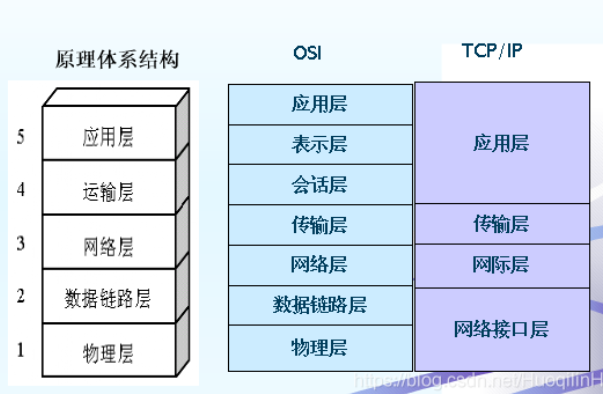 原理体系结构
5 应用层
4 运输层
3 网络层
2 数据链路层
1 物理层
OSI
应用层
表示层
会话层
传输层
网络层
数据链路层
物理层
TCP/IP
应用层
传输层
网际层
网络接口层
https://blog.csdn.net/HuoqilinH